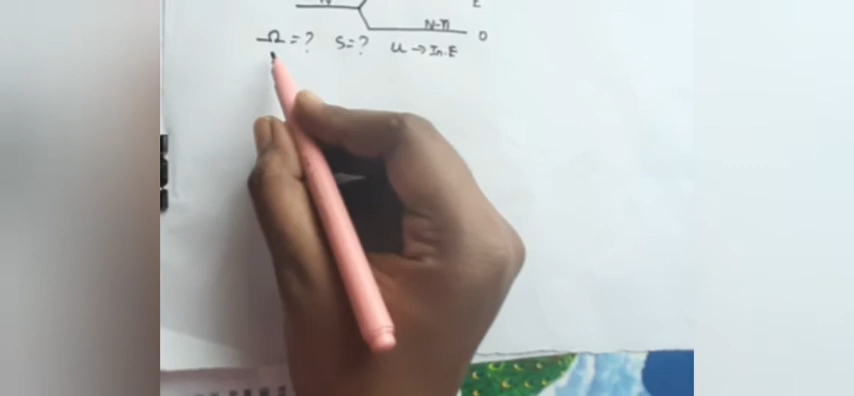 E
N-n 0
Ω = ? S = ? U → In.E